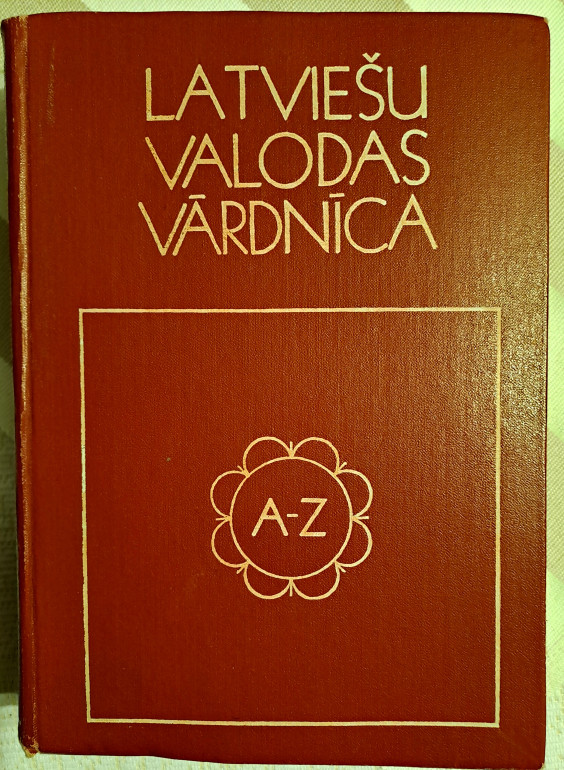 LATVIEŠU
VALODAS
VĀRDNĪCA
A-Z